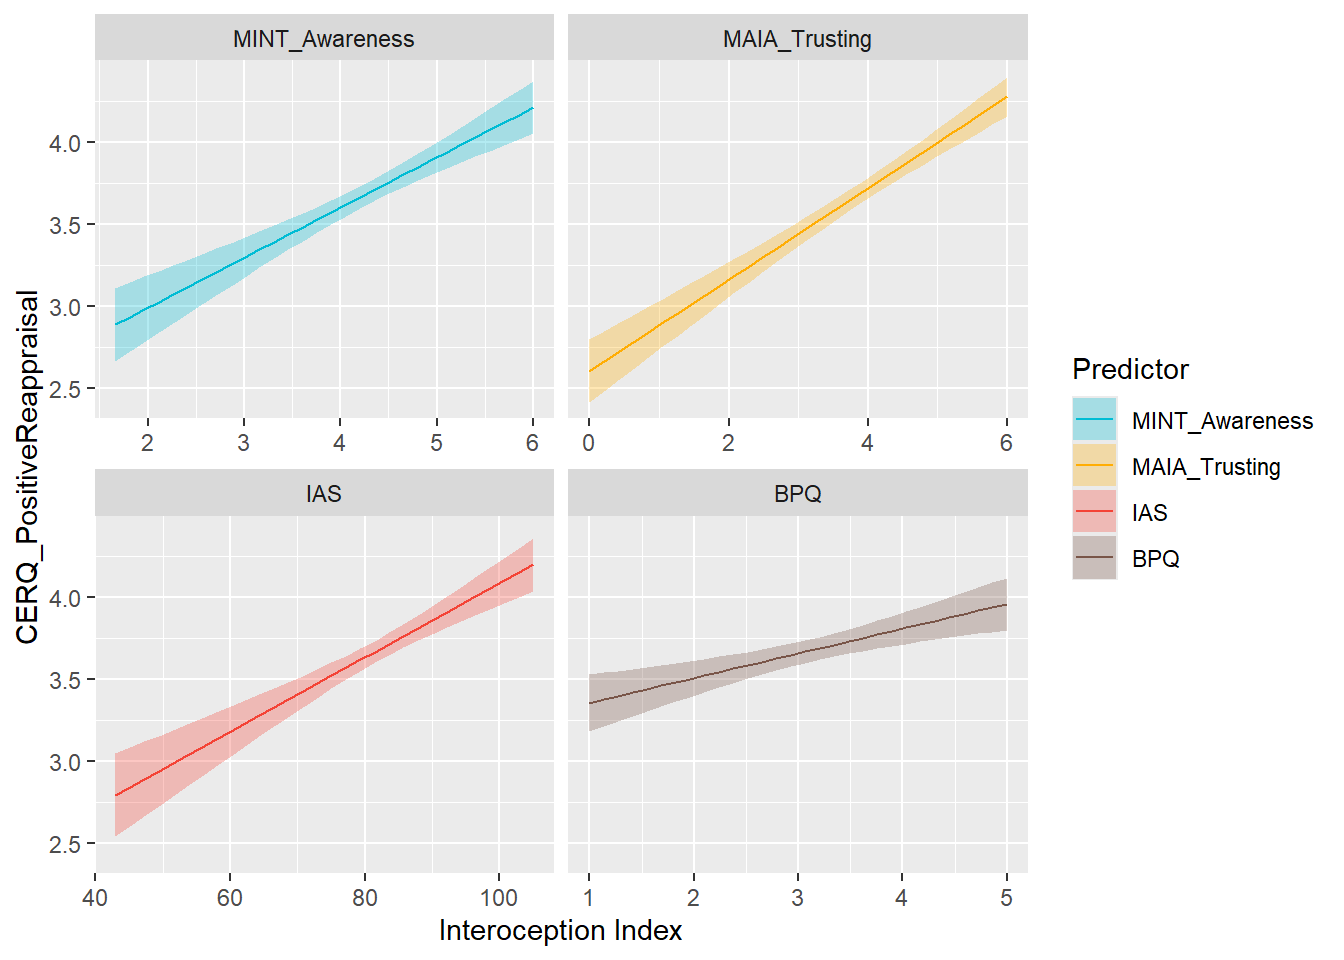 MINT_Awareness
MAIA_Trusting
4.0
3.5
3.0
2.5
2 3 4 5 6
0 2 4 6
IAS
BPQ
4.0
3.5
3.0
2.5
40 60 80 100
1 2 3 4 5
Interoception Index
CERQ_PositiveReappraisal
Predictor
MINT_Awareness
MAIA_Trusting
IAS
BPQ